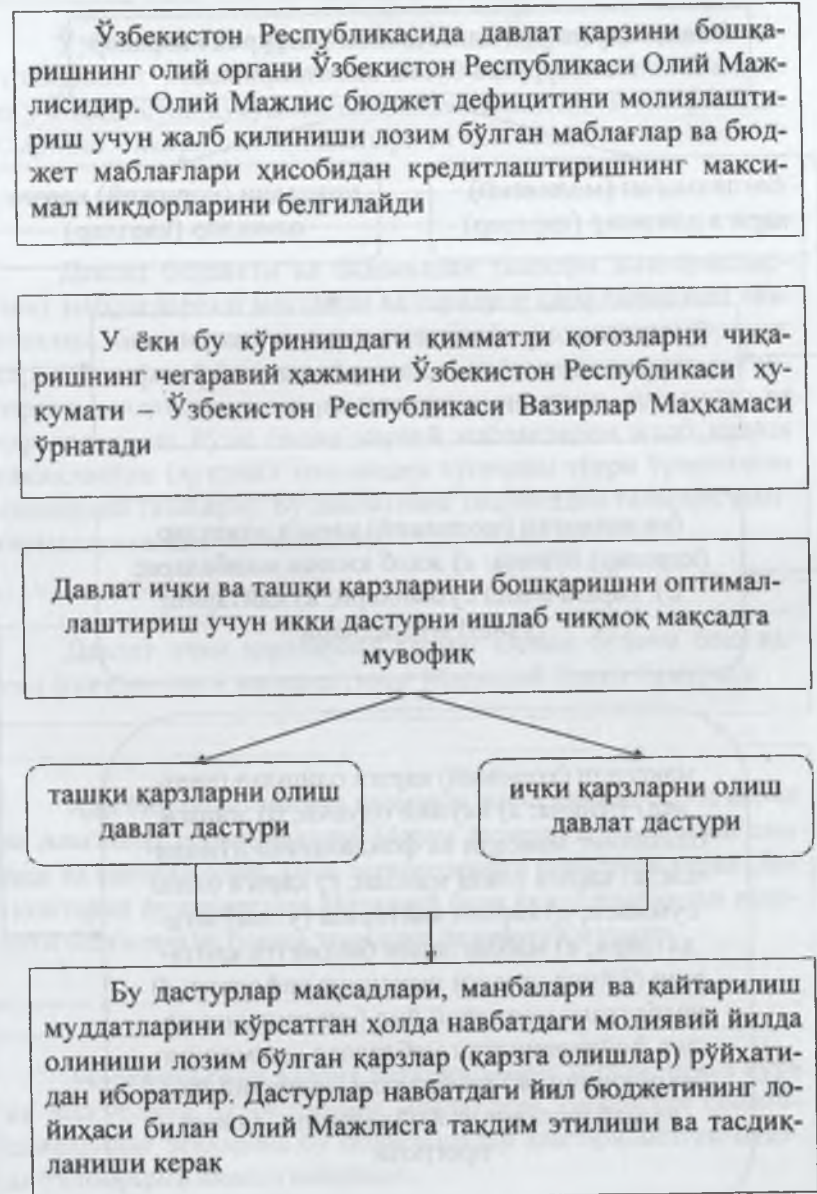 Ўзбекистон Республикасида давлат қарзини бошқа-
ришнинг олий органи Ўзбекистон Республикаси Олий Маж-
лисидир. Олий Мажлис бюджет дефицитини молиялашти-
риш учун жалб қилиниши лозим бўлган маблағлар ва бюд-
жет маблағлари ҳисобидан кредитлаштиришнинг макси-
мал миқдорларини белгилайди
У ёки бу кўринишдаги қимматли қоғозларни чиқа-
ришнинг чегаравий ҳажмини Ўзбекистон Республикаси ҳу-
кумати – Ўзбекистон Республикаси Вазирлар Маҳкамаси
ўрнатади
Давлат ички ва ташқи қарзларини бошқаришни оптимал-
лаштириш учун икки дастурни ишлаб чиқмоқ мақсадга
мувофиқ
ташқи қарзларни олиш
давлат дастури
ички қарзларни олиш
давлат дастури
Бу дастурлар мақсадлари, манбалари ва қайтарилиш
муддатларини кўрсатган ҳолда навбатдаги молиявий йилда
олиниши лозим бўлган қарзлар (қарзга олишлар) рўйхати-
дан иборатдир. Дастурлар навбатдаги йил бюджетининг ло-
йиҳаси билан Олий Мажлисга тақдим этилиши ва тасдиқ-
ланиши керак